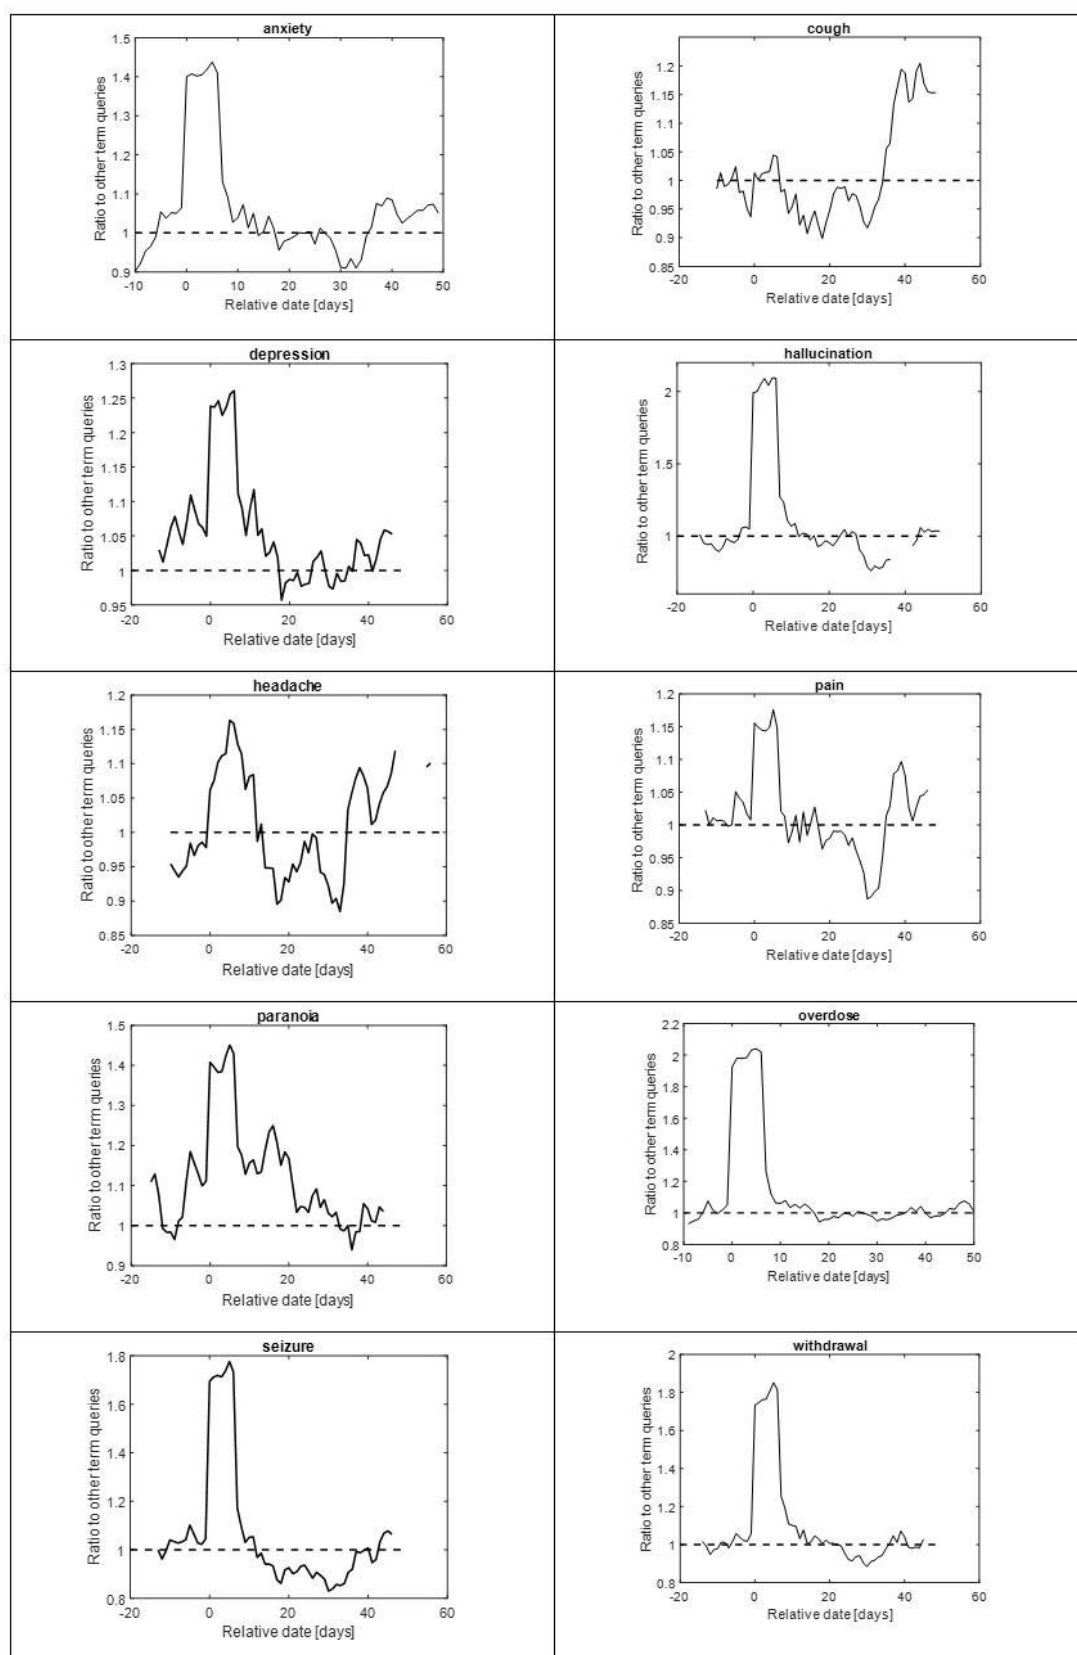 anxiety
1.5
1.4
1.3
1.2
1.1
1
0.9
Ratio to other term queries
-10 0 10 20 30 40 50
Relative date [days]
cough
1.2
1.15
1.1
1.05
1
0.95
0.9
0.85
Ratio to other term queries
-20 0 20 40 60
Relative date [days]
depression
1.3
1.25
1.2
1.15
1.1
1.05
1
0.95
Ratio to other term queries
-20 0 20 40 60
Relative date [days]
hallucination
2
1.5
1
Ratio to other term queries
-20 0 20 40 60
Relative date [days]
headache
1.2
1.15
1.1
1.05
1
0.95
0.9
0.85
Ratio to other term queries
-20 0 20 40 60
Relative date [days]
pain
1.2
1.15
1.1
1.05
1
0.95
0.9
0.85
Ratio to other term queries
-20 0 20 40 60
Relative date [days]
paranoia
1.5
1.4
1.3
1.2
1.1
1
0.9
Ratio to other term queries
-20 0 20 40 60
Relative date [days]
overdose
2.2
2
1.8
1.6
1.4
1.2
1
0.8
Ratio to other term queries
-10 0 10 20 30 40 50
Relative date [days]
seizure
1.8
1.6
1.4
1.2
1
0.8
Ratio to other term queries
-20 0 20 40 60
Relative date [days]
withdrawal
2
1.8
1.6
1.4
1.2
1
0.8
Ratio to other term queries
-20 0 20 40 60
Relative date [days]